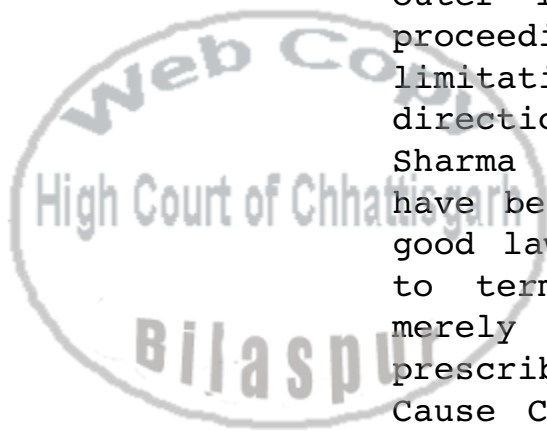 outer
proceedi
limitati
directio
Sharma
have be
good la
to term
merely
prescrib
Cause C
Web Copy
High Court of Chhattisgarh
Bilaspur